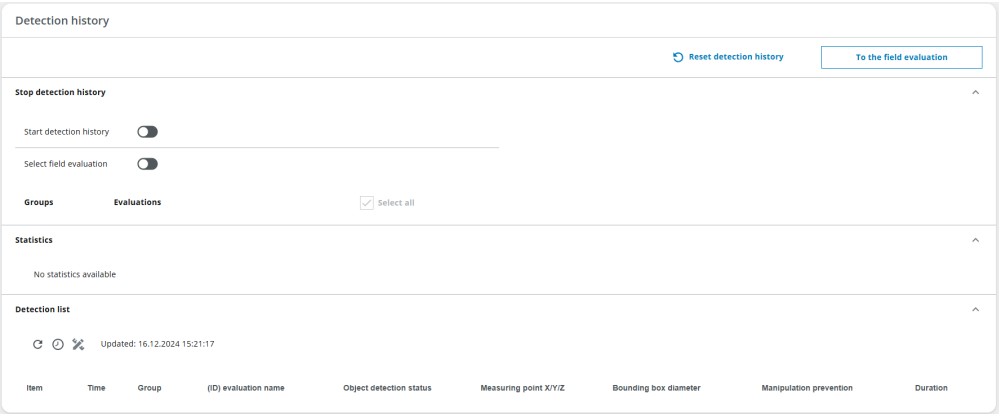 Detection history
Reset detection history To the field evaluation
Stop detection history
Start detection history
Select field evaluation
Groups Evaluations Select all
Statistics
No statistics available
Detection list
Updated: 16.12.2024 15:21:17
Item Time Group (ID) evaluation name Object detection status Measuring point X/Y/Z Bounding box diameter Manipulation prevention Duration